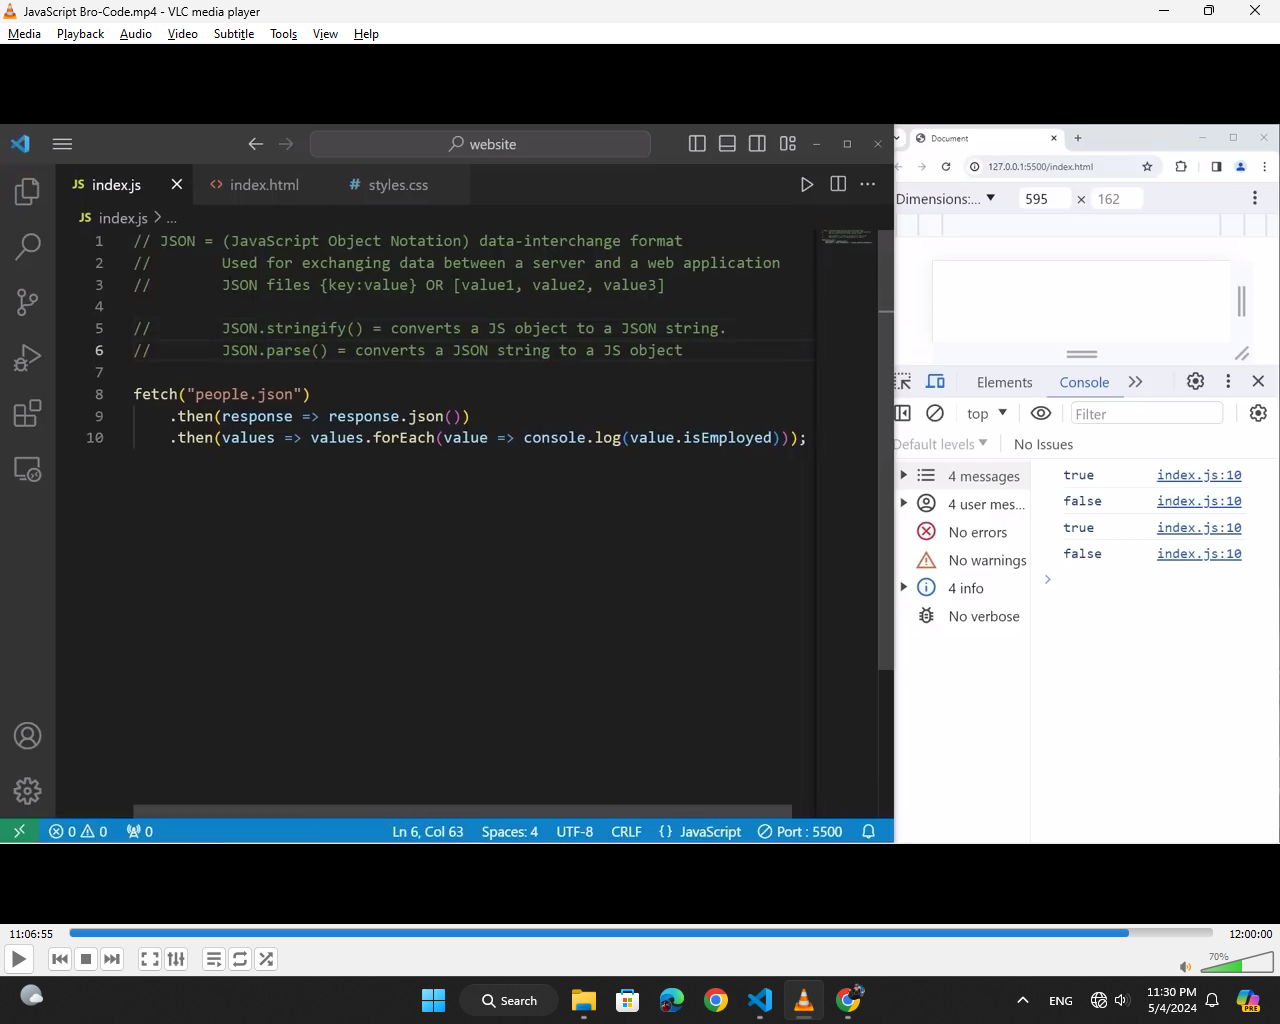 JavaScript Bro-Code.mp4 - VLC media player
Media Playback Audio Video Subtitle Tools View Help
website
JS index.js
<> index.html
# styles.css
JS index.js > ...
1 // JSON = (JavaScript Object Notation) data-interchange format
2 // Used for exchanging data between a server and a web application
3 // JSON files {key:value} OR [value1, value2, value3]
4
5 // JSON.stringify() = converts a JS object to a JSON string.
6 // JSON.parse() = converts a JSON string to a JS object
7
8 fetch("people.json")
9 .then(response => response.json())
10 .then(values => values.forEach(value => console.log(value.isEmployed)));
0 0 0
Ln 6, Col 63 Spaces: 4 UTF-8 CRLF {} JavaScript Port : 5500
Document
127.0.0.1:5500/index.html
Dimensions:... 595 × 162
Elements Console
top Filter
Default levels No Issues
4 messages
4 user mes...
No errors
No warnings
4 info
No verbose
true index.js:10
false index.js:10
true index.js:10
false index.js:10
11:06:55 12:00:00
70%
Search
ENG
11:30 PM
5/4/2024
PRE